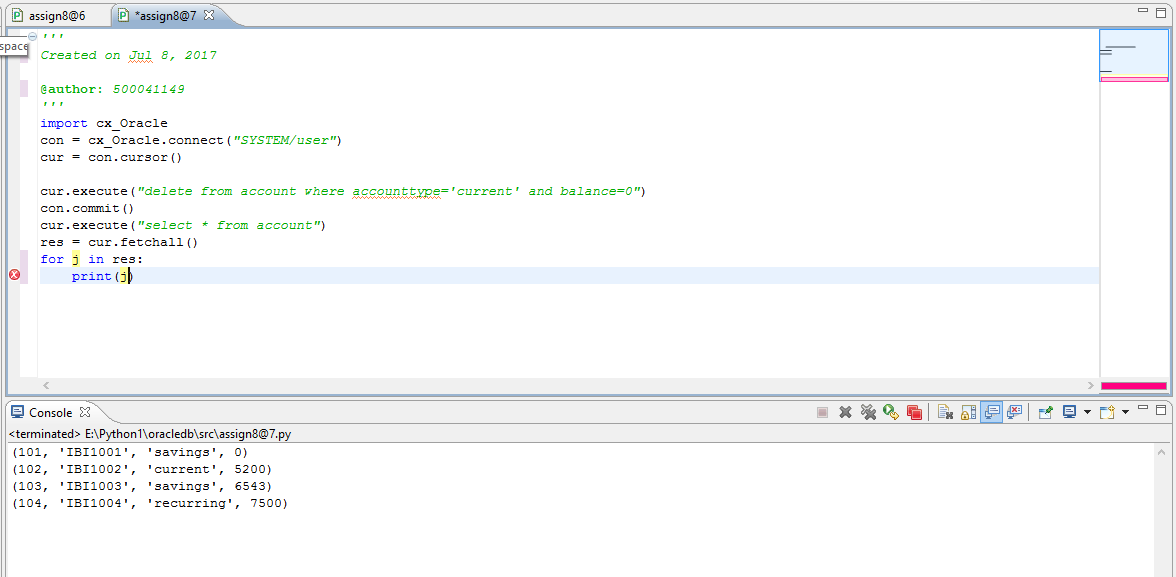 assign8@6
*assign8@7
space
'''
Created on Jul 8, 2017
@author: 500041149
'''
import cx_Oracle
con = cx_Oracle.connect("SYSTEM/user")
cur = con.cursor()
cur.execute("delete from account where accounttype='current' and balance=0")
con.commit()
cur.execute("select * from account")
res = cur.fetchall()
for j in res:
    print(j)
Console
<terminated> E:\Python1\oracledb\src\assign8@7.py
(101, 'IBI1001', 'savings', 0)
(102, 'IBI1002', 'current', 5200)
(103, 'IBI1003', 'savings', 6543)
(104, 'IBI1004', 'recurring', 7500)